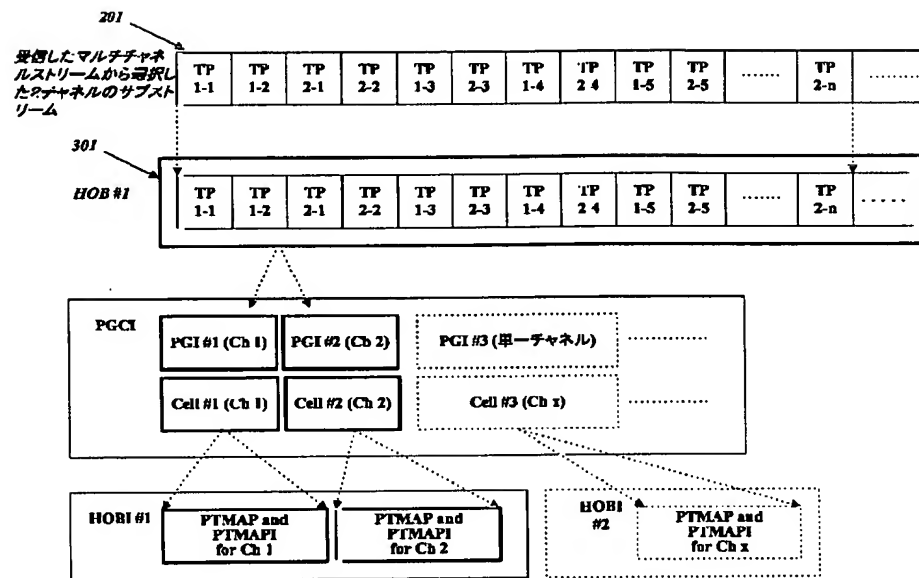 201
受信したマルチチャネ
ルストリームから選択し
た2チャネルのサブスト
リーム
TP 1-1 TP 1-2 TP 2-1 TP 2-2 TP 1-3 TP 2-3 TP 1-4 TP 2 4 TP 1-5 TP 2-5 ....... TP 2-n .........
301
HOB #1
TP 1-1 TP 1-2 TP 2-1 TP 2-2 TP 1-3 TP 2-3 TP 1-4 TP 2 4 TP 1-5 TP 2-5 ....... TP 2-n .....
PGCI
PGI #1 (Ch 1) PGI #2 (Ch 2) PGI #3 (単一チャネル) ............
Cell #1 (Ch 1) Cell #2 (Ch 2) Cell #3 (Ch x) ............
HOBI #1
PTMAP and
PTMAPI
for Ch 1
PTMAP and
PTMAPI
for Ch 2
HOBI
#2
PTMAP and
PTMAPI
for Ch x